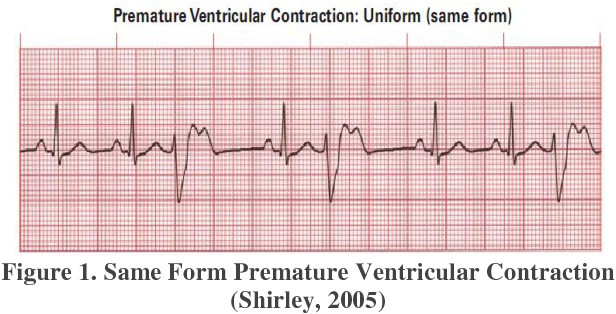 Premature Ventricular Contraction: Uniform (same form)
Figure 1. Same Form Premature Ventricular Contraction
(Shirley, 2005)